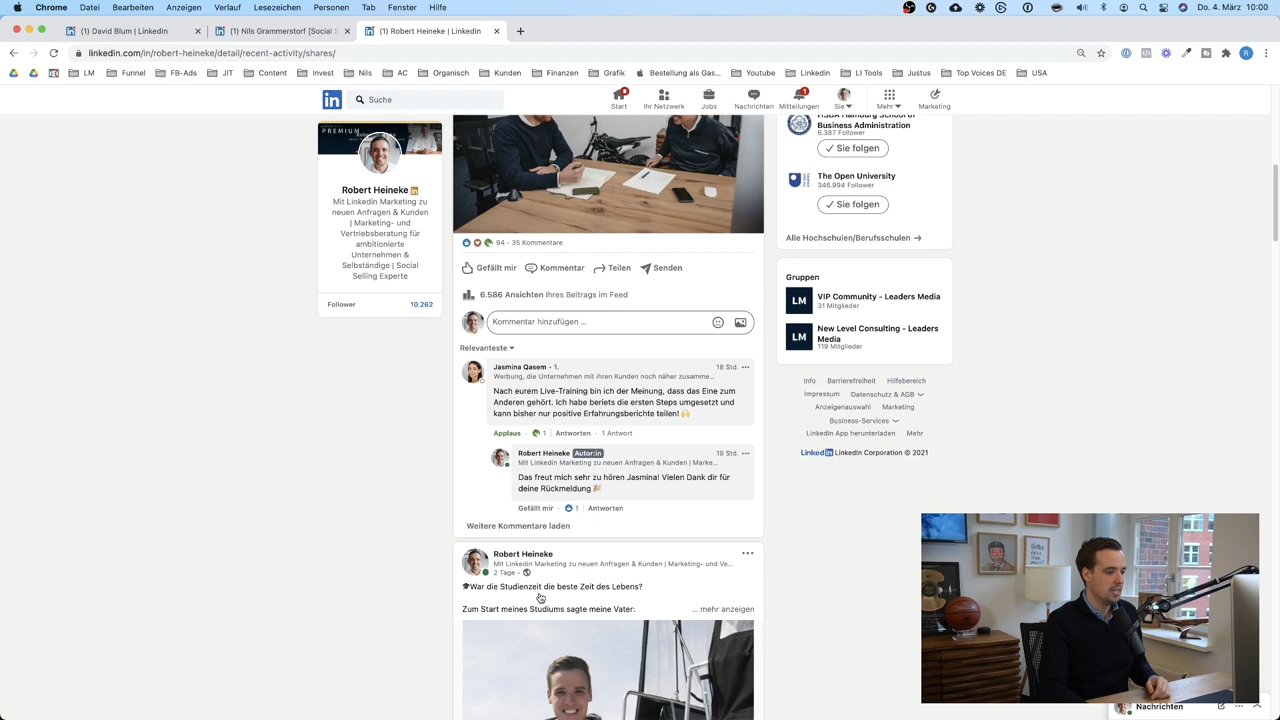 Chrome Datei Bearbeiten Anzeigen Verlauf Lesezeichen Personen Tab Fenster Hilfe Do. 4. März 10:00
(1) David Blum | LinkedIn
(1) Nils Grammerstorf [Social S
(1) Robert Heineke | LinkedIn
linkedin.com/in/robert-heineke/detail/recent-activity/shares/
LM Funnel FB-Ads JIT Content Invest Nils AC Organisch Kunden Finanzen Grafik Bestellung als Gas... Youtube Linkedin LI Tools Justus Top Voices DE USA
Suche
Start Ihr Netzwerk Jobs Nachrichten Mitteilungen Sie Mehr Marketing
PREMIUM
Robert Heineke
Mit Linkedin Marketing zu
neuen Anfragen & Kunden
| Marketing- und
Vertriebsberatung für
ambitionierte
Unternehmen &
Selbständige | Social
Selling Experte
Follower 10.262
94 · 35 Kommentare
Gefällt mir Kommentar Teilen Senden
6.586 Ansichten Ihres Beitrags im Feed
Kommentar hinzufügen ...
Relevanteste
Jasmina Qasem · 1. 18 Std.
Werbung, die Unternehmen mit ihren Kunden noch näher zusamme...
Nach eurem Live-Training bin ich der Meinung, dass das Eine zum
Anderen gehört. Ich habe beriets die ersten Steps umgesetzt und
kann bisher nur positive Erfahrungsberichte teilen!
Applaus · 1 | Antworten · 1 Antwort
Robert Heineke Autor:in 18 Std.
Mit Linkedin Marketing zu neuen Anfragen & Kunden | Marke...
Das freut mich sehr zu hören Jasmina! Vielen Dank dir für
deine Rückmeldung
Gefällt mir · 1 | Antworten
Weitere Kommentare laden
Robert Heineke
Mit Linkedin Marketing zu neuen Anfragen & Kunden | Marketing- und Ve...
2 Tage ·
War die Studienzeit die beste Zeit des Lebens?
Zum Start meines Studiums sagte meine Vater: ... mehr anzeigen
HSBA Hamburg School of
Business Administration
6.387 Follower
Sie folgen
The Open University
346.994 Follower
Sie folgen
Alle Hochschulen/Berufsschulen
Gruppen
LM VIP Community - Leaders Media
31 Mitglieder
LM New Level Consulting - Leaders
Media
119 Mitglieder
Info Barrierefreiheit Hilfebereich
Impressum Datenschutz & AGB
Anzeigenauswahl Marketing
Business-Services
LinkedIn App herunterladen Mehr
LinkedIn LinkedIn Corporation © 2021
Nachrichten